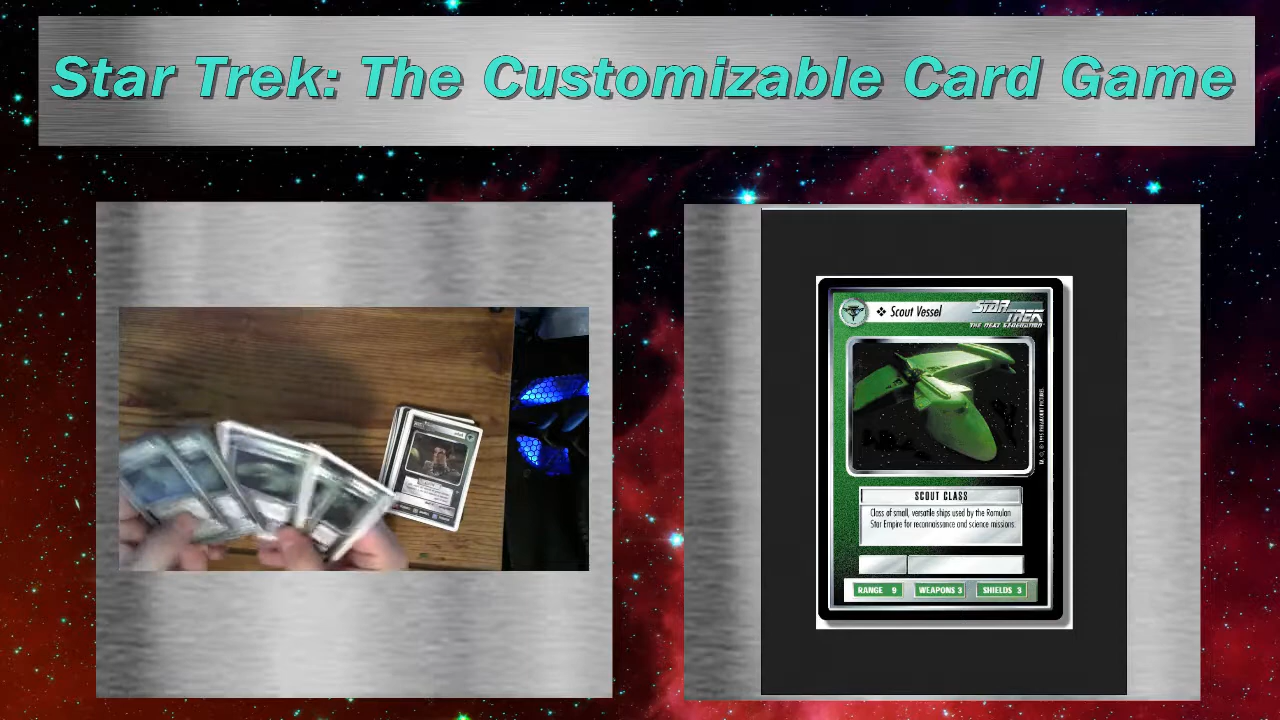 Star Trek: The Customizable Card Game
❖ Scout Vessel
STAR TREK
THE NEXT GENERATION
SCOUT CLASS
Class of small, versatile ships used by the Romulan
Star Empire for reconnaissance and science missions.
RANGE 9 WEAPONS 3 SHIELDS 3